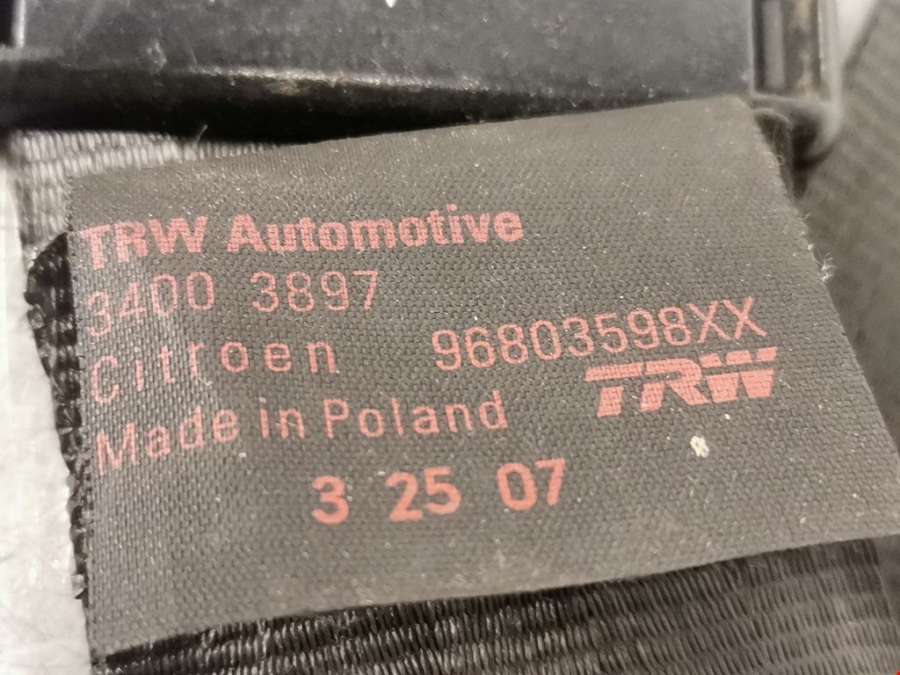 TRW Automotive
3400 3897
Citroen 96803598XX
Made in Poland TRW
3 25 07